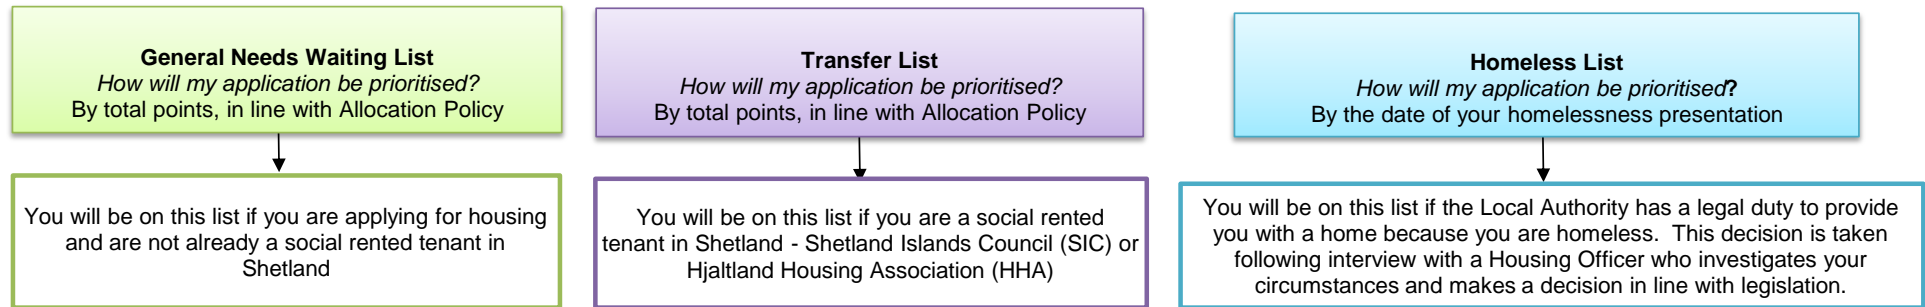 General Needs Waiting List
How will my application be prioritised?
By total points, in line with Allocation Policy
You will be on this list if you are applying for housing
and are not already a social rented tenant in
Shetland
Transfer List
How will my application be prioritised?
By total points, in line with Allocation Policy
You will be on this list if you are a social rented
tenant in Shetland - Shetland Islands Council (SIC) or
Hjaltland Housing Association (HHA)
Homeless List
How will my application be prioritised?
By the date of your homelessness presentation
You will be on this list if the Local Authority has a legal duty to provide
you with a home because you are homeless.  This decision is taken
following interview with a Housing Officer who investigates your
circumstances and makes a decision in line with legislation.